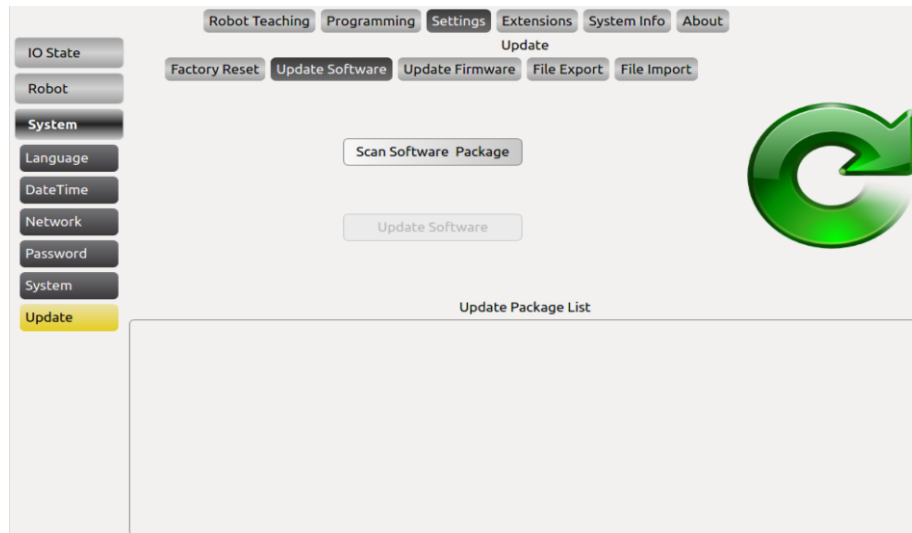 Robot Teaching Programming Settings Extensions System Info About
IO State
Update
Factory Reset Update Software Update Firmware File Export File Import
Robot
System
Scan Software Package
Language
DateTime
Network
Update Software
Password
System
Update Package List
Update